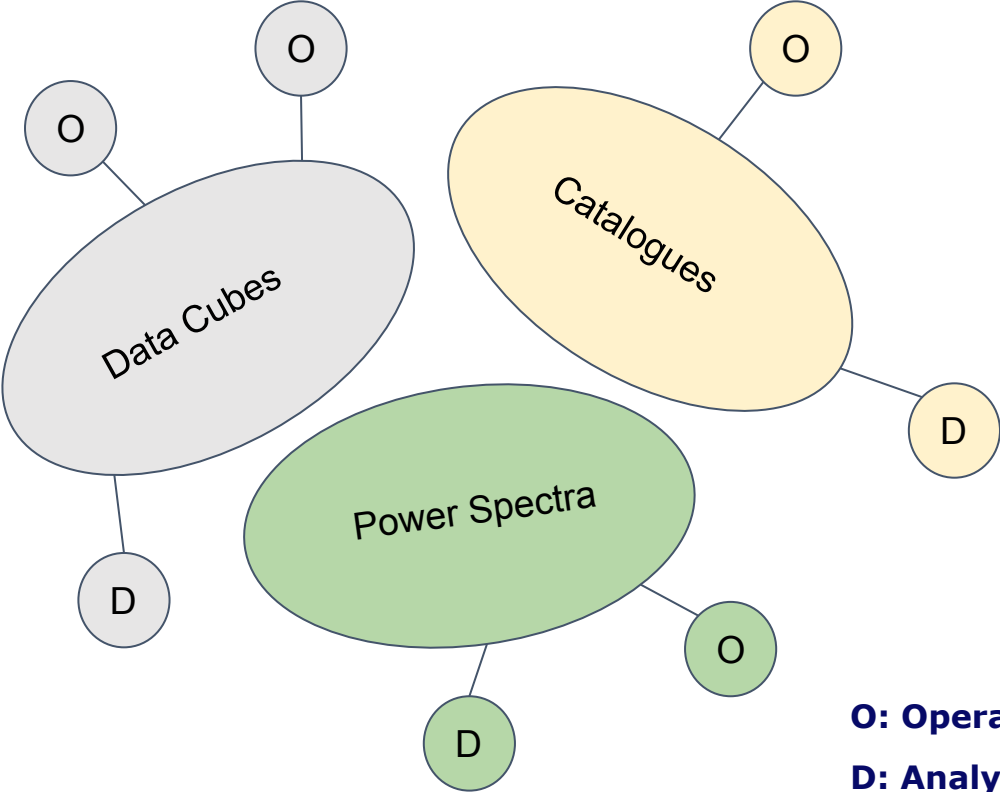 O
O
O
Catalogues
Data Cubes
D
Power Spectra
D
O
D
O: Opera
D: Analy